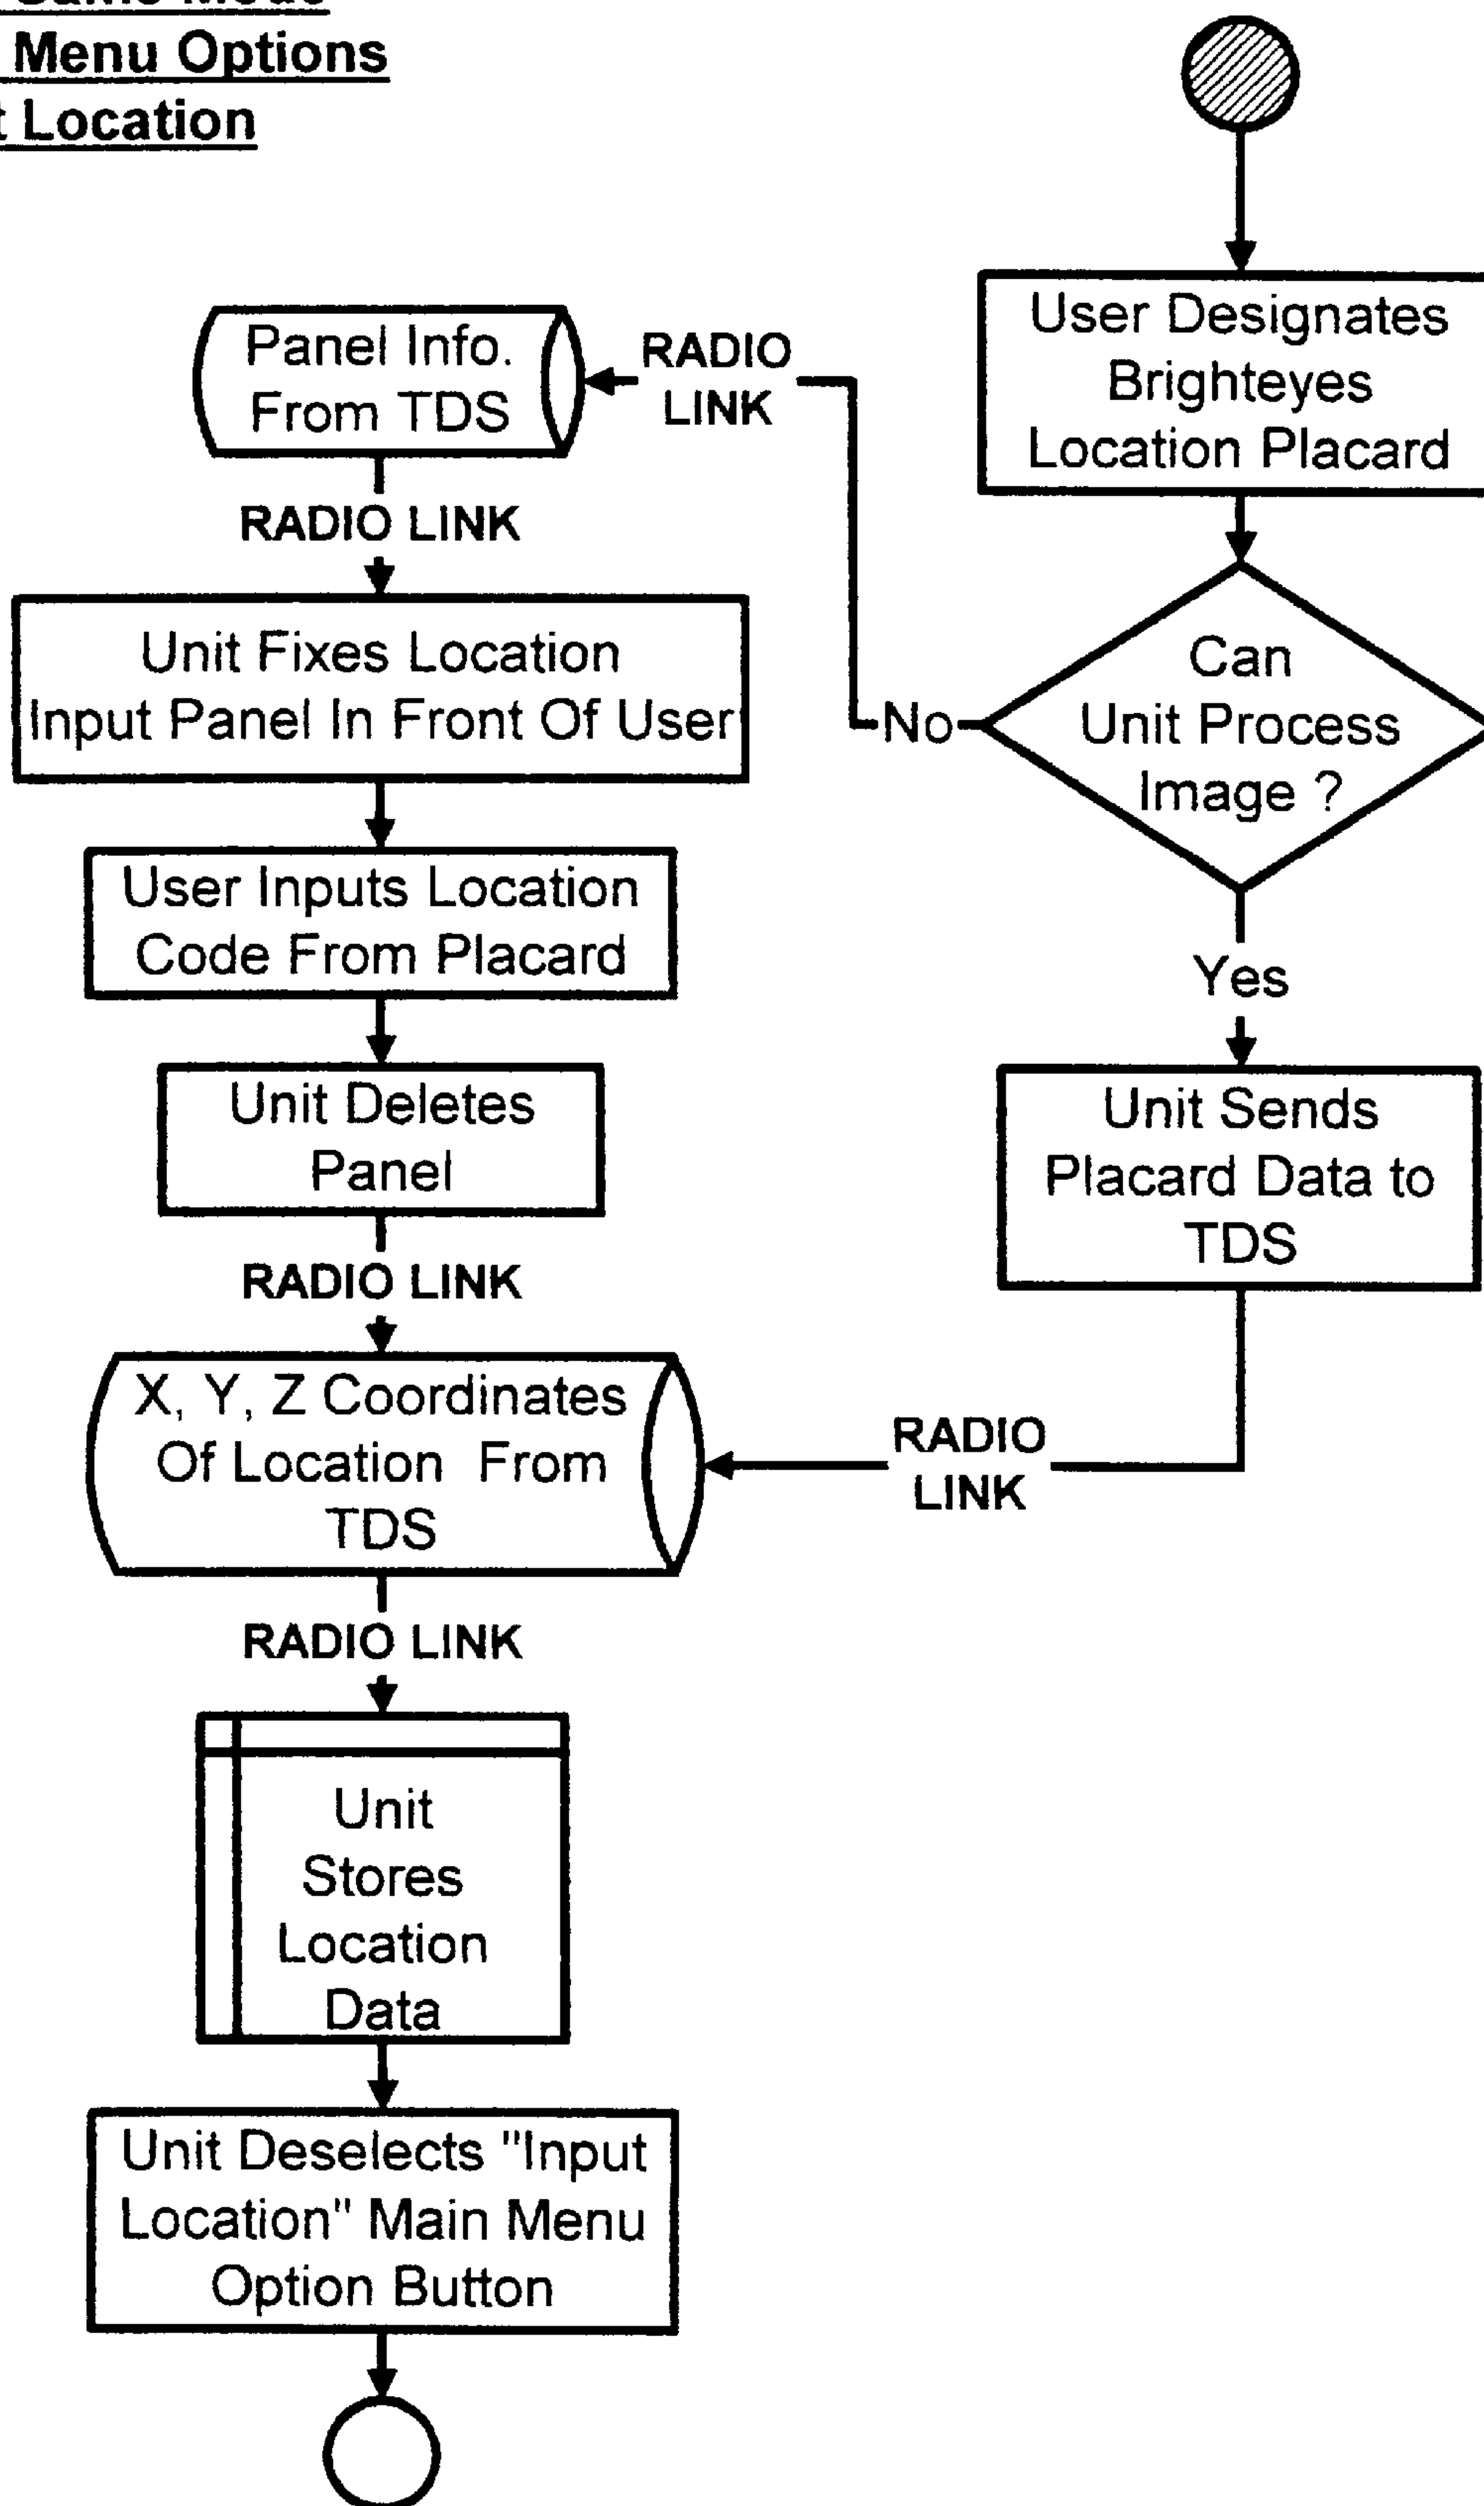 Menu Options
Location
User Designates
Brighteyes
Location Placard
Can
Unit Process
Image ?
No
Yes
RADIO
LINK
Panel Info.
From TDS
RADIO LINK
Unit Fixes Location
Input Panel In Front Of User
User Inputs Location
Code From Placard
Unit Deletes
Panel
RADIO LINK
Unit Sends
Placard Data to
TDS
RADIO
LINK
X, Y, Z Coordinates
Of Location From
TDS
RADIO LINK
Unit
Stores
Location
Data
Unit Deselects "Input
Location" Main Menu
Option Button